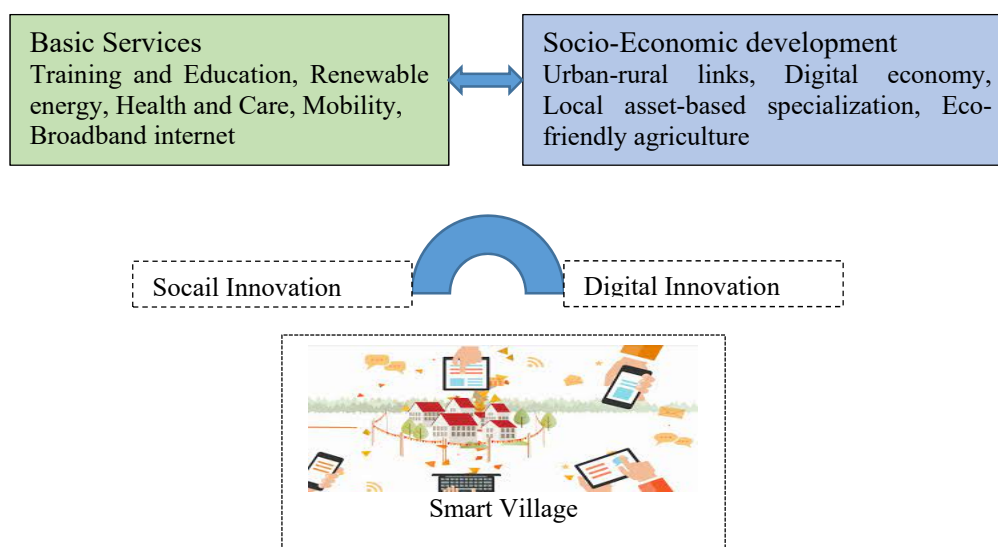 Basic Services
Training and Education, Renewable
energy, Health and Care, Mobility,
Broadband internet
Socio-Economic development
Urban-rural links, Digital economy,
Local asset-based specialization, Eco-
friendly agriculture
Socail Innovation
Digital Innovation
Smart Village